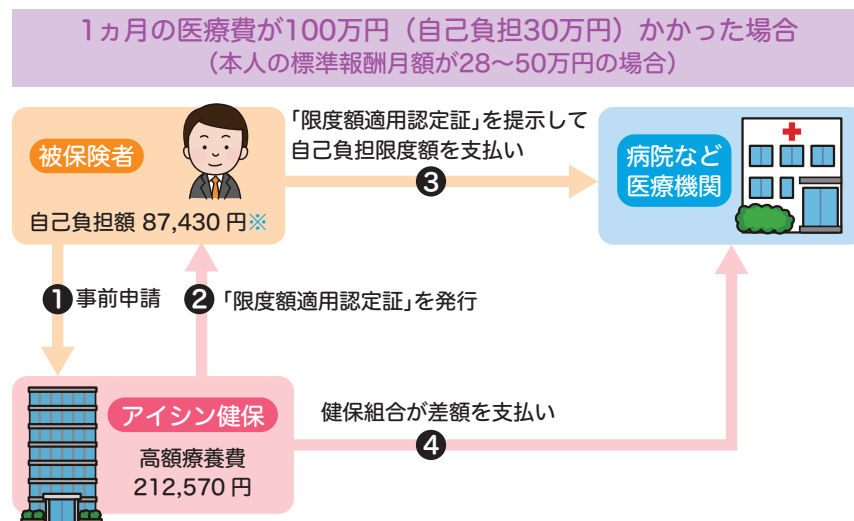 1ヵ月の医療費が100万円（自己負担30万円）かかった場合
（本人の標準報酬月額が28〜50万円の場合）
被保険者
自己負担額 87,430 円※
「限度額適用認定証」を提示して
自己負担限度額を支払い
❸
病院など
医療機関
❶ 事前申請
❷ 「限度額適用認定証」を発行
アイシン健保
高額療養費
212,570 円
健保組合が差額を支払い
❹